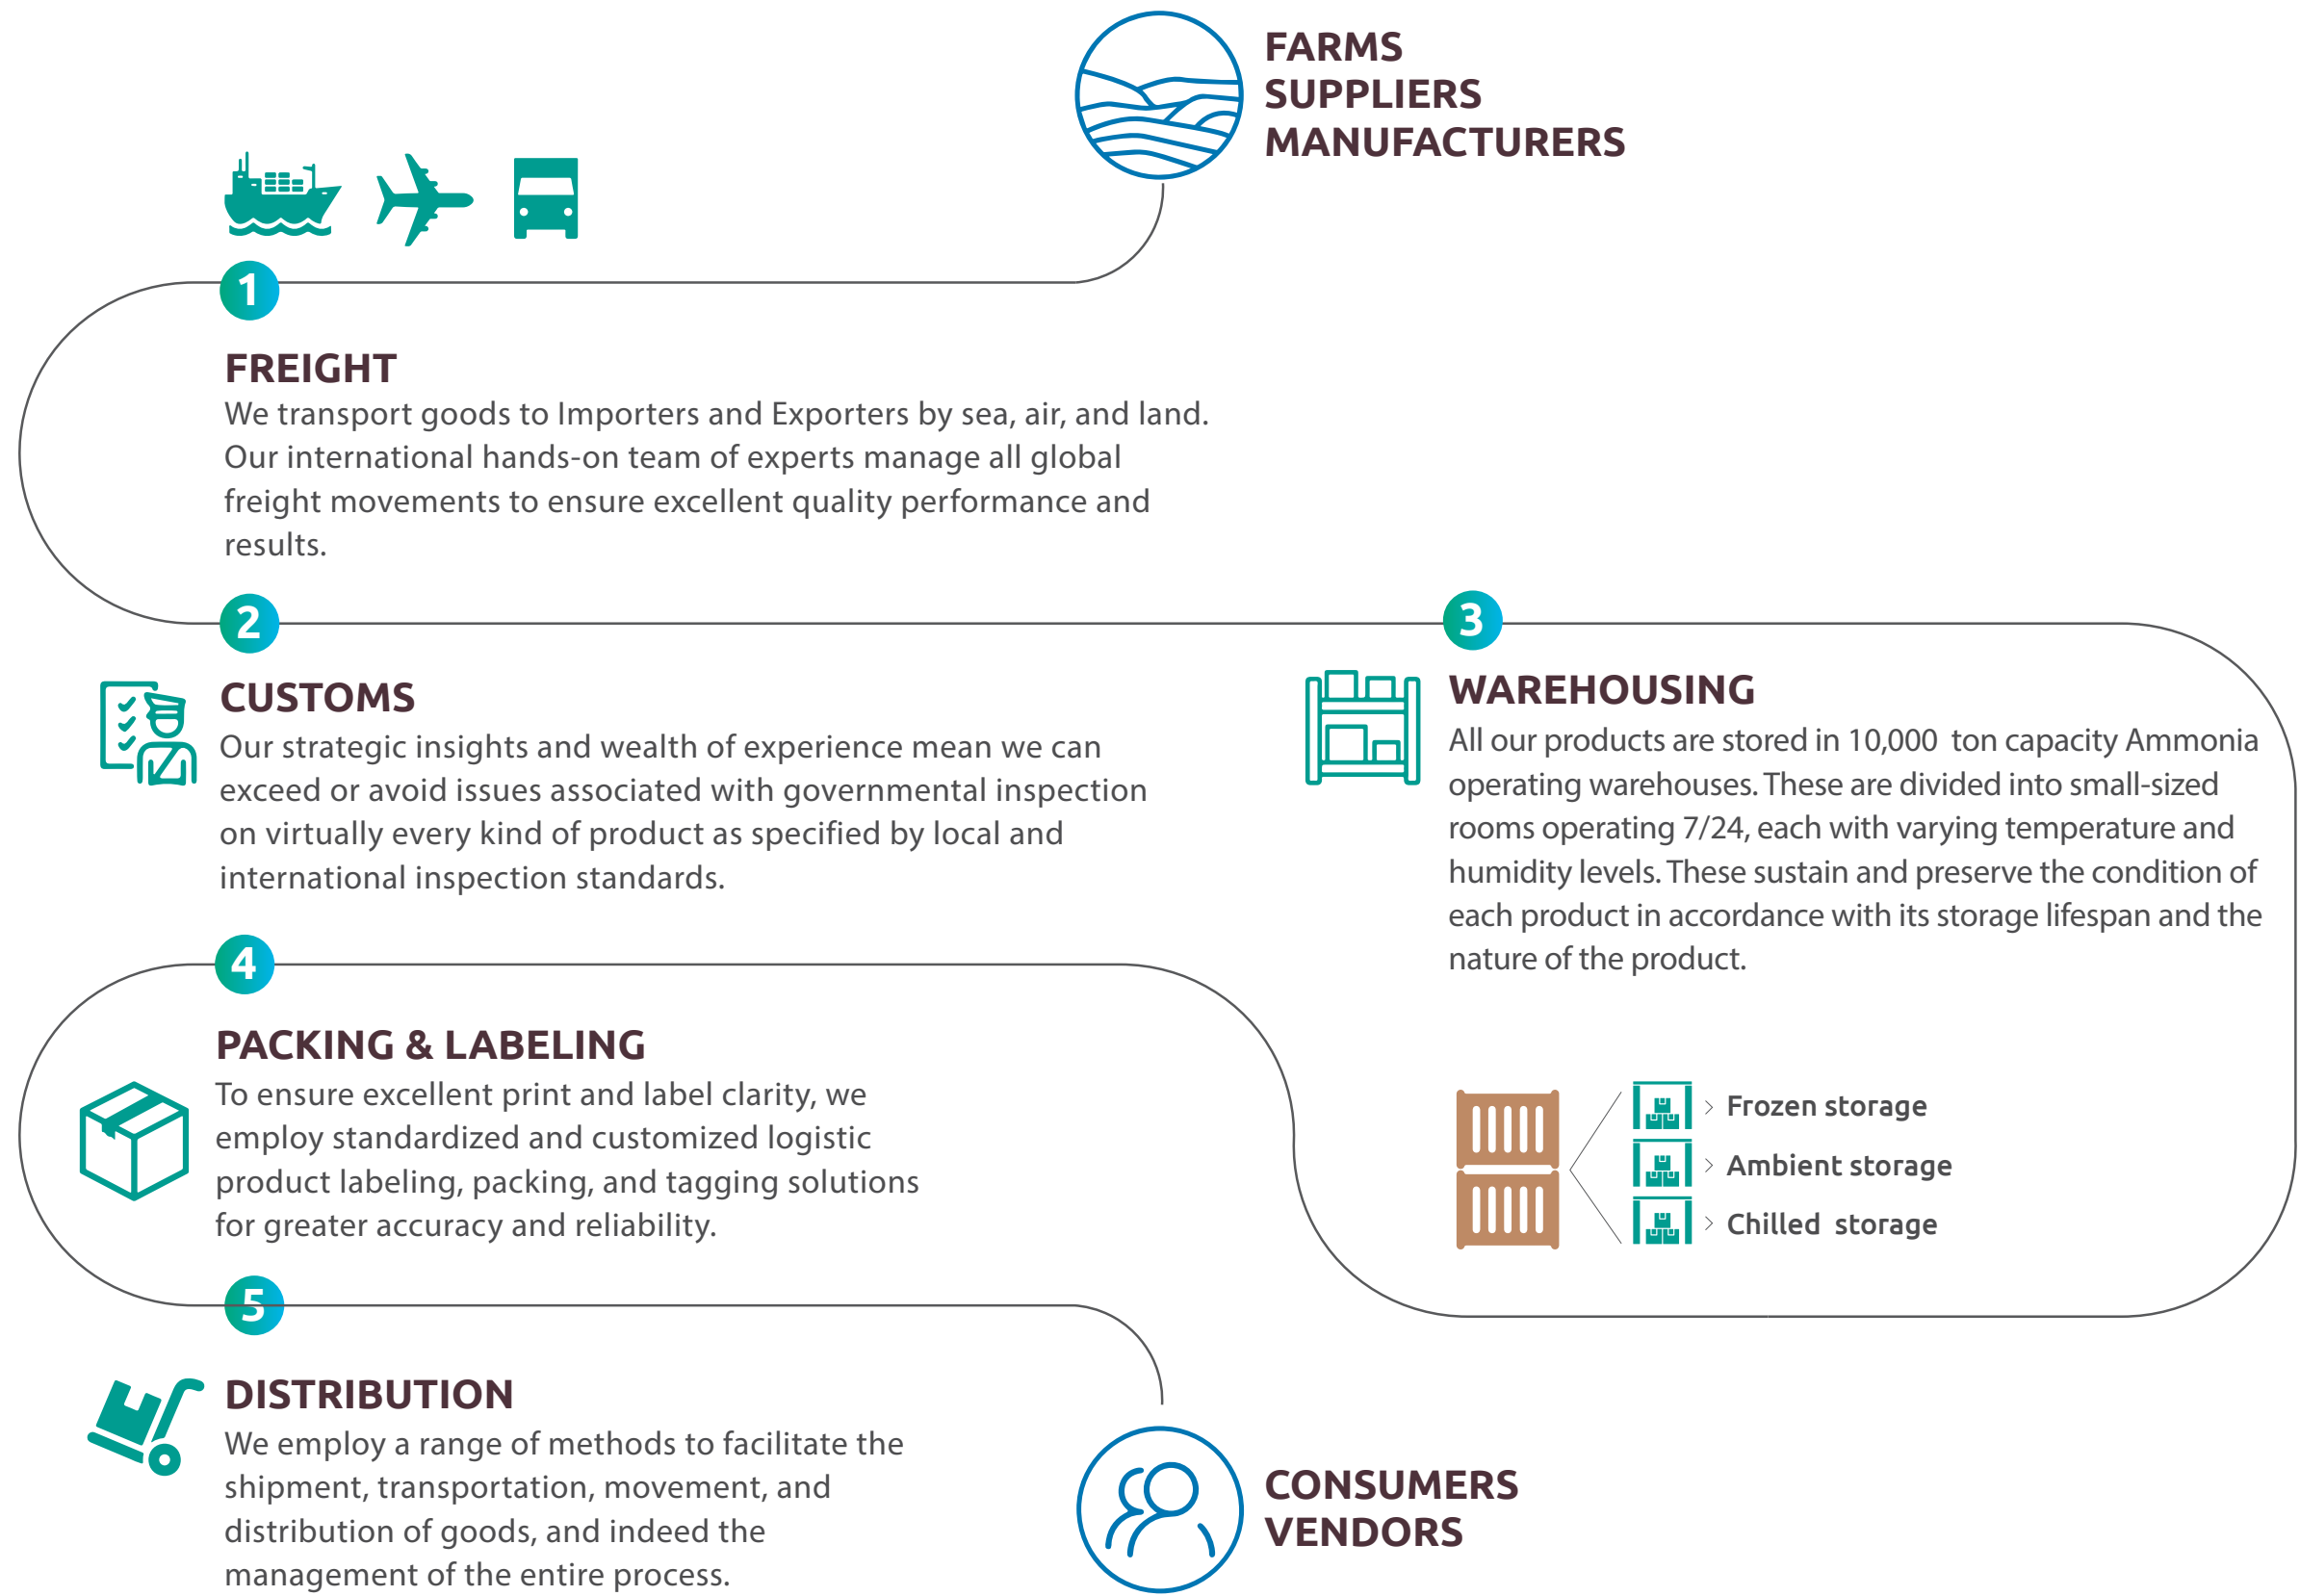 FARMS
SUPPLIERS
MANUFACTURERS
1
FREIGHT
We transport goods to Importers and Exporters by sea, air, and land.
Our international hands-on team of experts manage all global
freight movements to ensure excellent quality performance and
results.
2
CUSTOMS
Our strategic insights and wealth of experience mean we can
exceed or avoid issues associated with governmental inspection
on virtually every kind of product as specified by local and
international inspection standards.
3
WAREHOUSING
All our products are stored in 10,000 ton capacity Ammonia
operating warehouses. These are divided into small-sized
rooms operating 7/24, each with varying temperature and
humidity levels. These sustain and preserve the condition of
each product in accordance with its storage lifespan and the
nature of the product.
Frozen storage
Ambient storage
Chilled storage
4
PACKING & LABELING
To ensure excellent print and label clarity, we
employ standardized and customized logistic
product labeling, packing, and tagging solutions
for greater accuracy and reliability.
5
DISTRIBUTION
We employ a range of methods to facilitate the
shipment, transportation, movement, and
distribution of goods, and indeed the
management of the entire process.
CONSUMERS
VENDORS